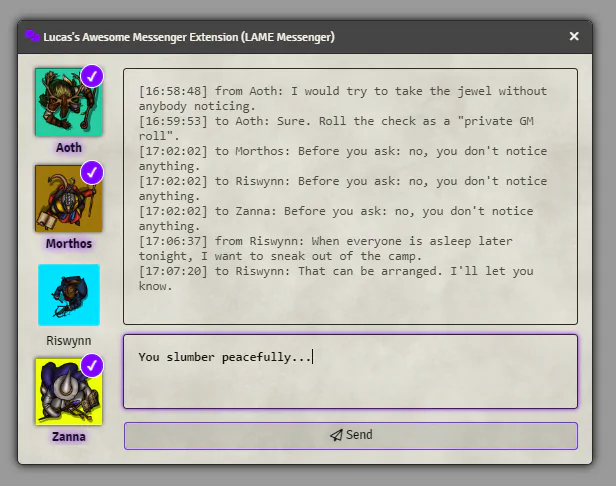 Lucas's Awesome Messenger Extension (LAME Messenger)
Aoth
Morthos
Riswynn
Zanna
[16:58:48] from Aoth: I would try to take the jewel without
anybody noticing.
[16:59:53] to Aoth: Sure. Roll the check as a "private GM
roll".
[17:02:02] to Morthos: Before you ask: no, you don't notice
anything.
[17:02:02] to Riswynn: Before you ask: no, you don't notice
anything.
[17:02:02] to Zanna: Before you ask: no, you don't notice
anything.
[17:06:37] from Riswynn: When everyone is asleep later
tonight, I want to sneak out of the camp.
[17:07:20] to Riswynn: That can be arranged. I'll let you
know.
You slumber peacefully...
Send